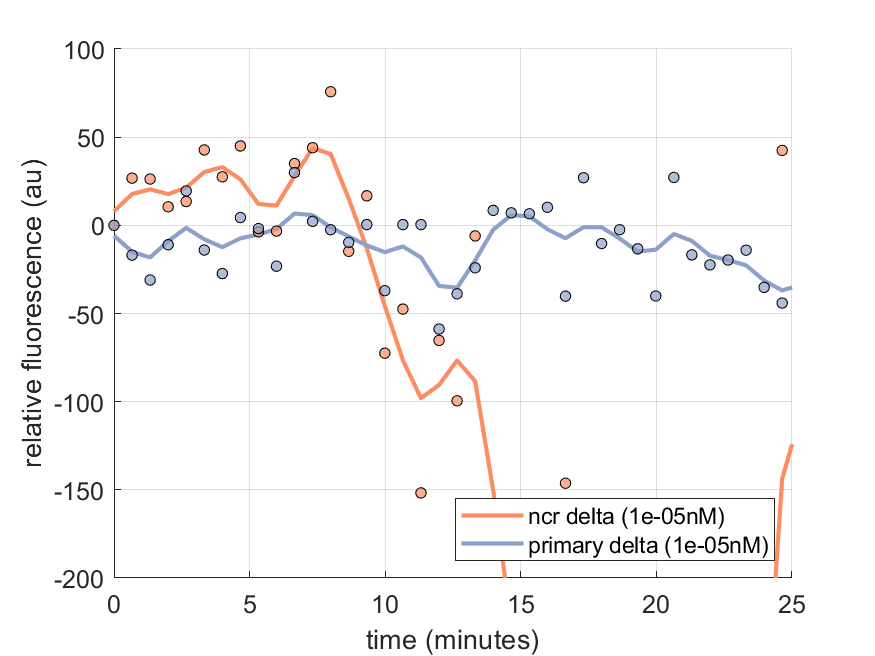 100
50
0
-50
-100
-150
-200
0 5 10 15 20 25
relative fluorescence (au)
time (minutes)
ncr delta (1e-05nM)
primary delta (1e-05nM)